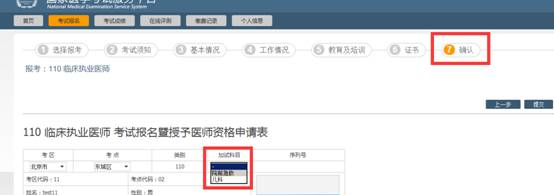 国家医学考试服务平台
National Medical Examination Service System
首页 考试报名 考试成绩 在线评测 考籍记录 个人信息
1 选择报考 2 考试须知 3 基本情况 4 工作情况 5 教育及培训 6 证书 7 确认
报考：110 临床执业医师
上一步 提交
110 临床执业医师 考试报名暨授予医师资格申请表
考 区 考 点 类别 加试科目 序列号
北京市 东城区 110
院前急救
儿科
考区代码：11 考点代码：02
姓名：test11 性别：男